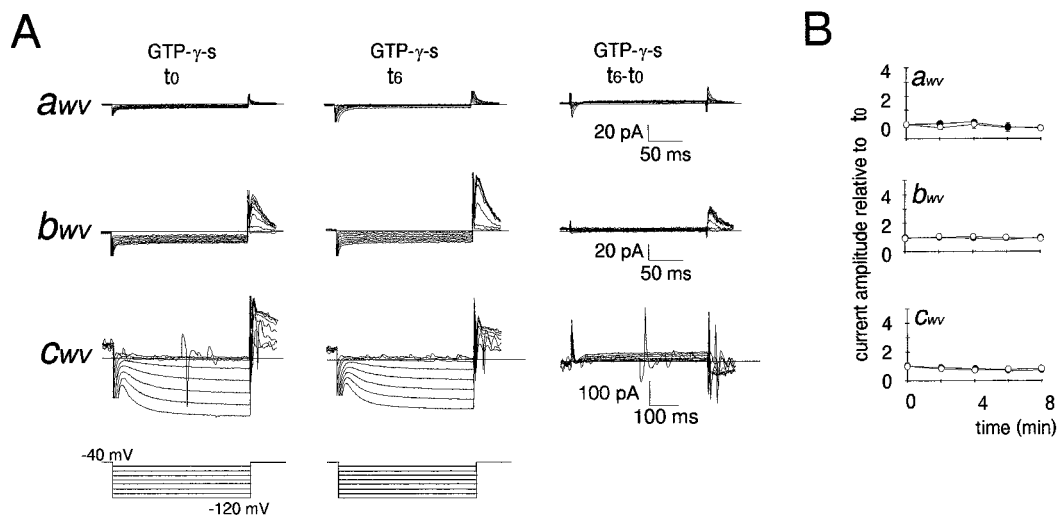 A
GTP-γ-s
t0
GTP-γ-s
t6
GTP-γ-s
t6-t0
awv
20 pA
50 ms
bwv
20 pA
50 ms
cwv
100 pA
100 ms
-40 mV
-120 mV
B
current amplitude relative to t0
4
2
0
awv
4
2
0
bwv
4
2
0
cwv
0
4
8
time (min)